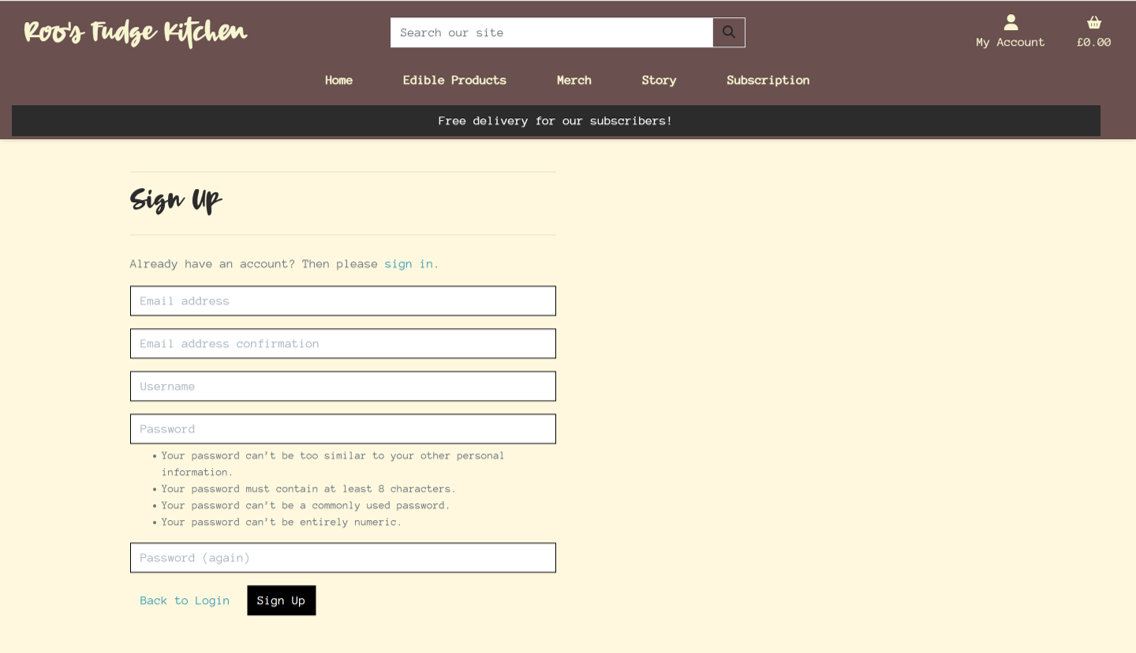 Roo's Fudge Kitchen
Search our site
My Account
£0.00
Home
Edible Products
Merch
Story
Subscription
Free delivery for our subscribers!
Sign Up
Already have an account? Then please sign in.
Email address
Email address confirmation
Username
Password
• Your password can't be too similar to your other personal
information.
• Your password must contain at least 8 characters.
• Your password can't be a commonly used password.
• Your password can't be entirely numeric.
Password (again)
Back to Login
Sign Up